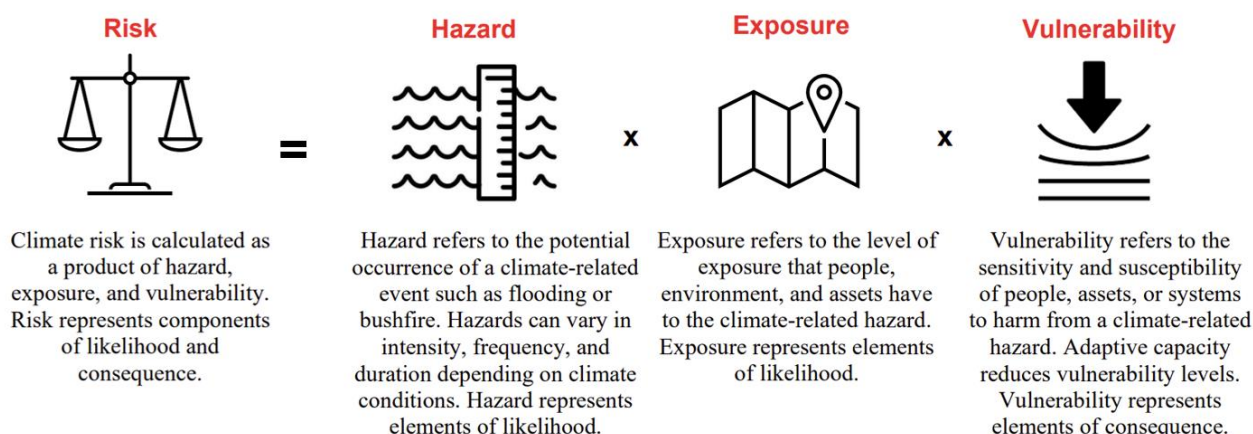 Risk
=
Climate risk is calculated as
a product of hazard,
exposure, and vulnerability.
Risk represents components
of likelihood and
consequence.
Hazard
Hazard refers to the potential
occurrence of a climate-related
event such as flooding or
bushfire. Hazards can vary in
intensity, frequency, and
duration depending on climate
conditions. Hazard represents
elements of likelihood.
x
Exposure
Exposure refers to the level of
exposure that people,
environment, and assets have
to the climate-related hazard.
Exposure represents elements
of likelihood.
x
Vulnerability
Vulnerability refers to the
sensitivity and susceptibility
of people, assets, or systems
to harm from a climate-related
hazard. Adaptive capacity
reduces vulnerability levels.
Vulnerability represents
elements of consequence.